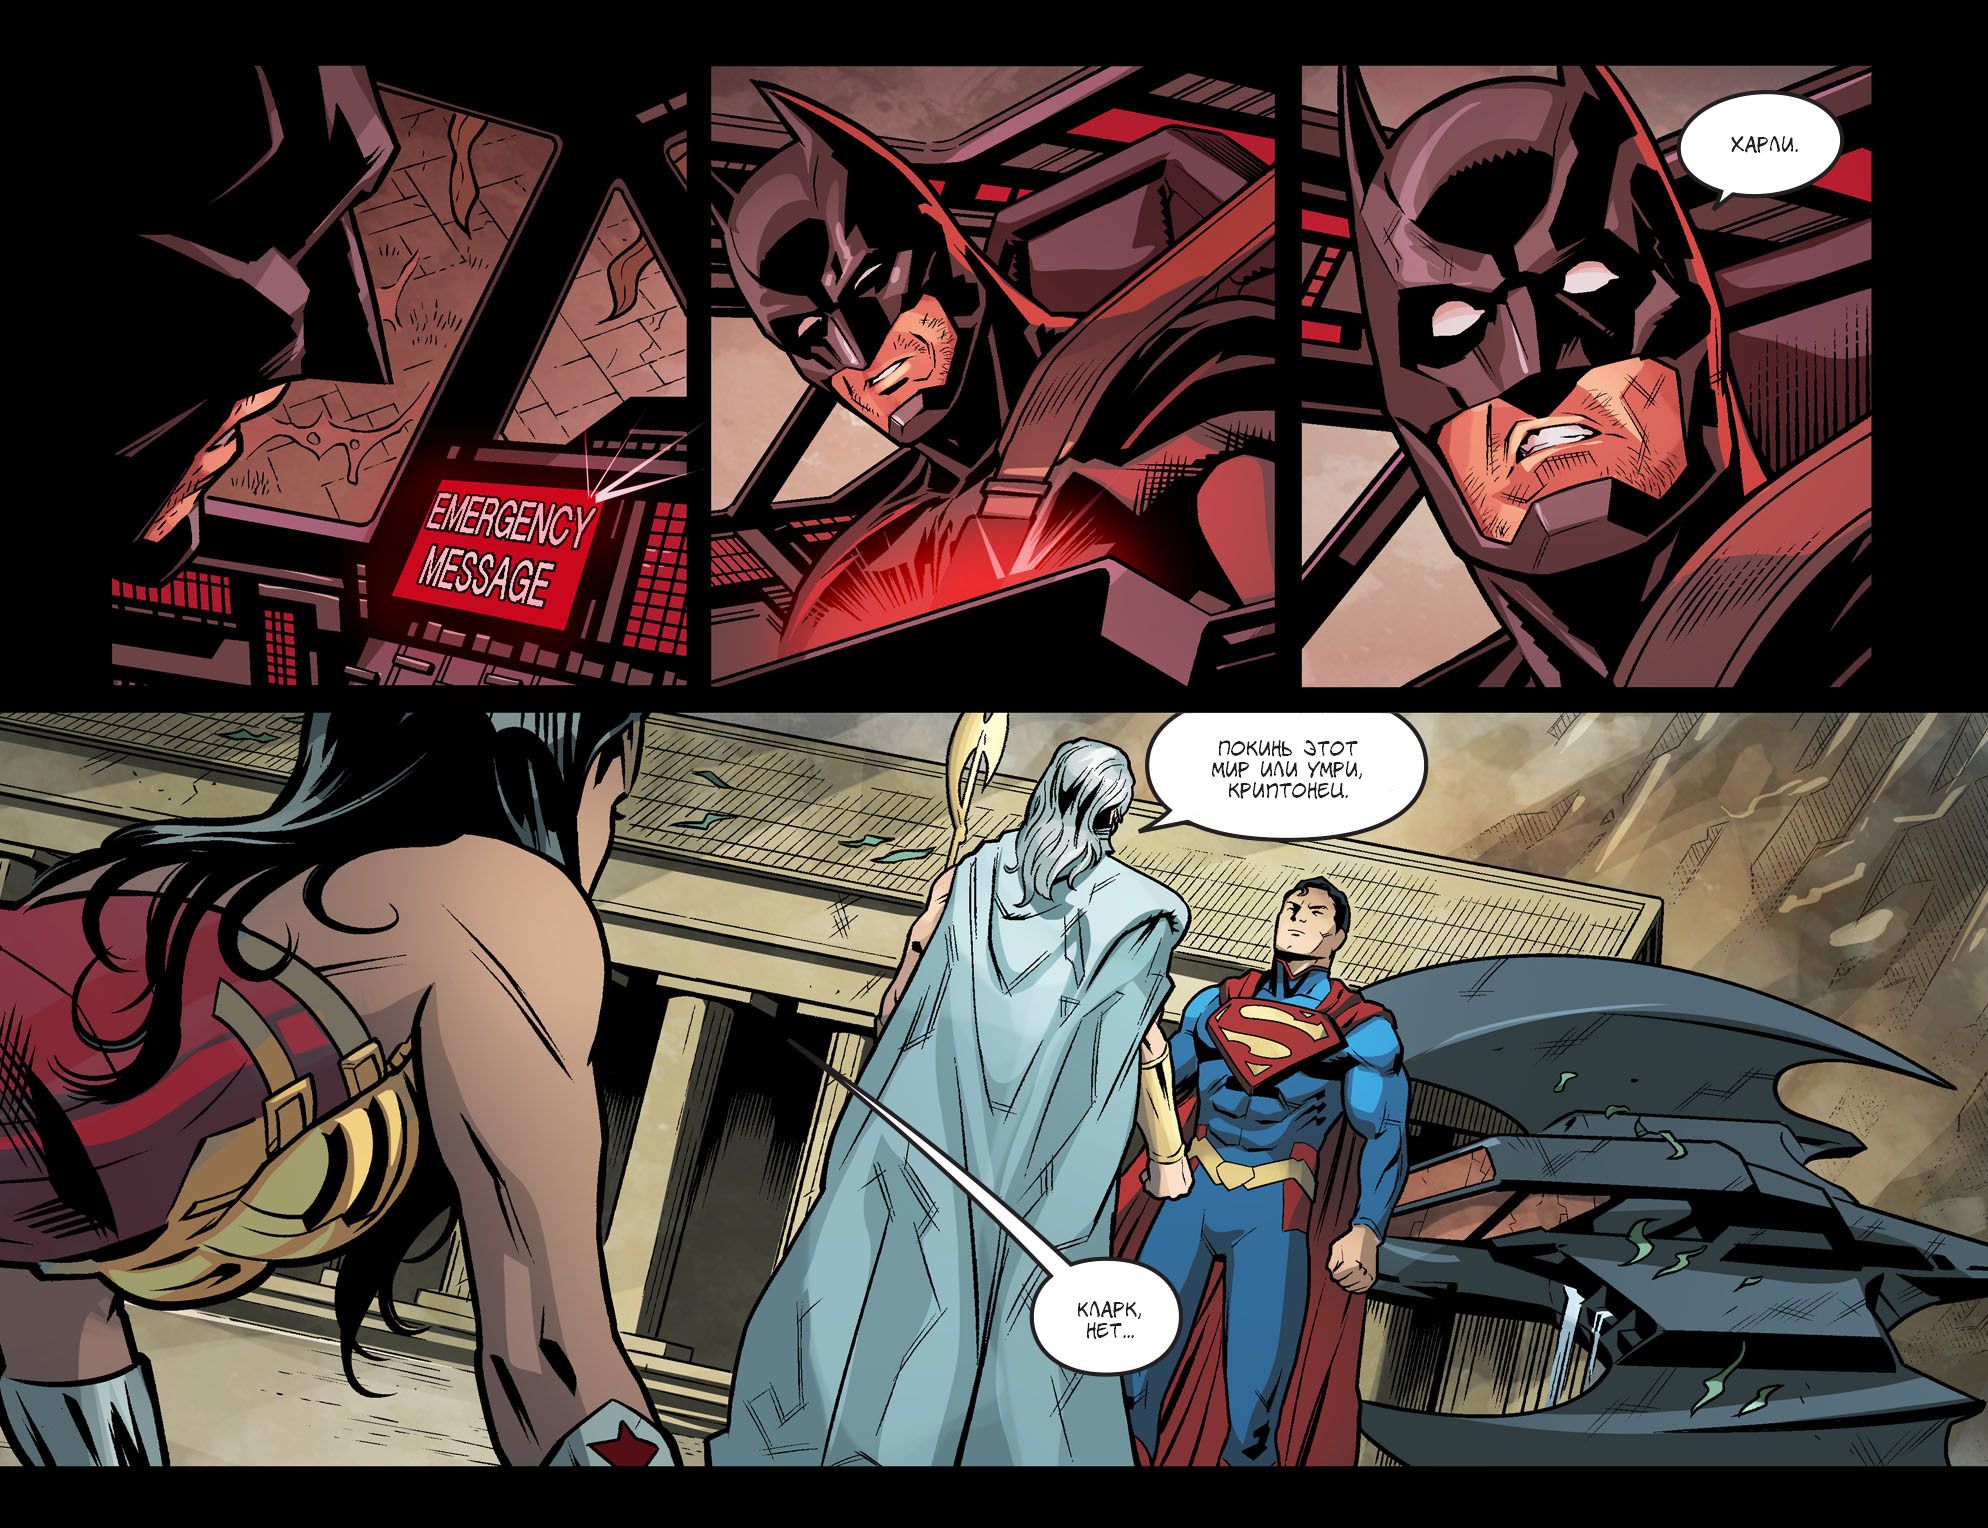 EMERGENCY
MESSAGE
ХАРЛИ.
ПОКИНЬ ЭТОТ
МИР ИЛИ УМРИ,
КРИПТОНЕЦ.
КЛАРК,
НЕТ...